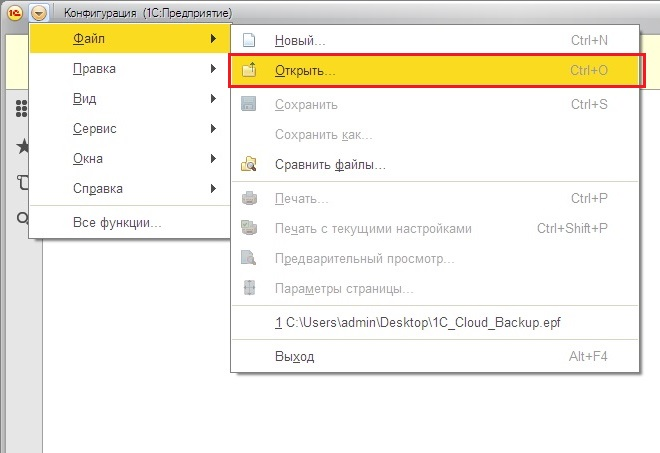 1С Конфигурация (1С:Предприятие)
Файл
Правка
Вид
Сервис
Окна
Справка
Все функции...
Новый... Ctrl+N
Открыть... Ctrl+O
Сохранить Ctrl+S
Сохранить как...
Сравнить файлы...
Печать... Ctrl+P
Печать с текущими настройками Ctrl+Shift+P
Предварительный просмотр...
Параметры страницы...
1 C:\Users\admin\Desktop\1C_Cloud_Backup.epf
Выход Alt+F4